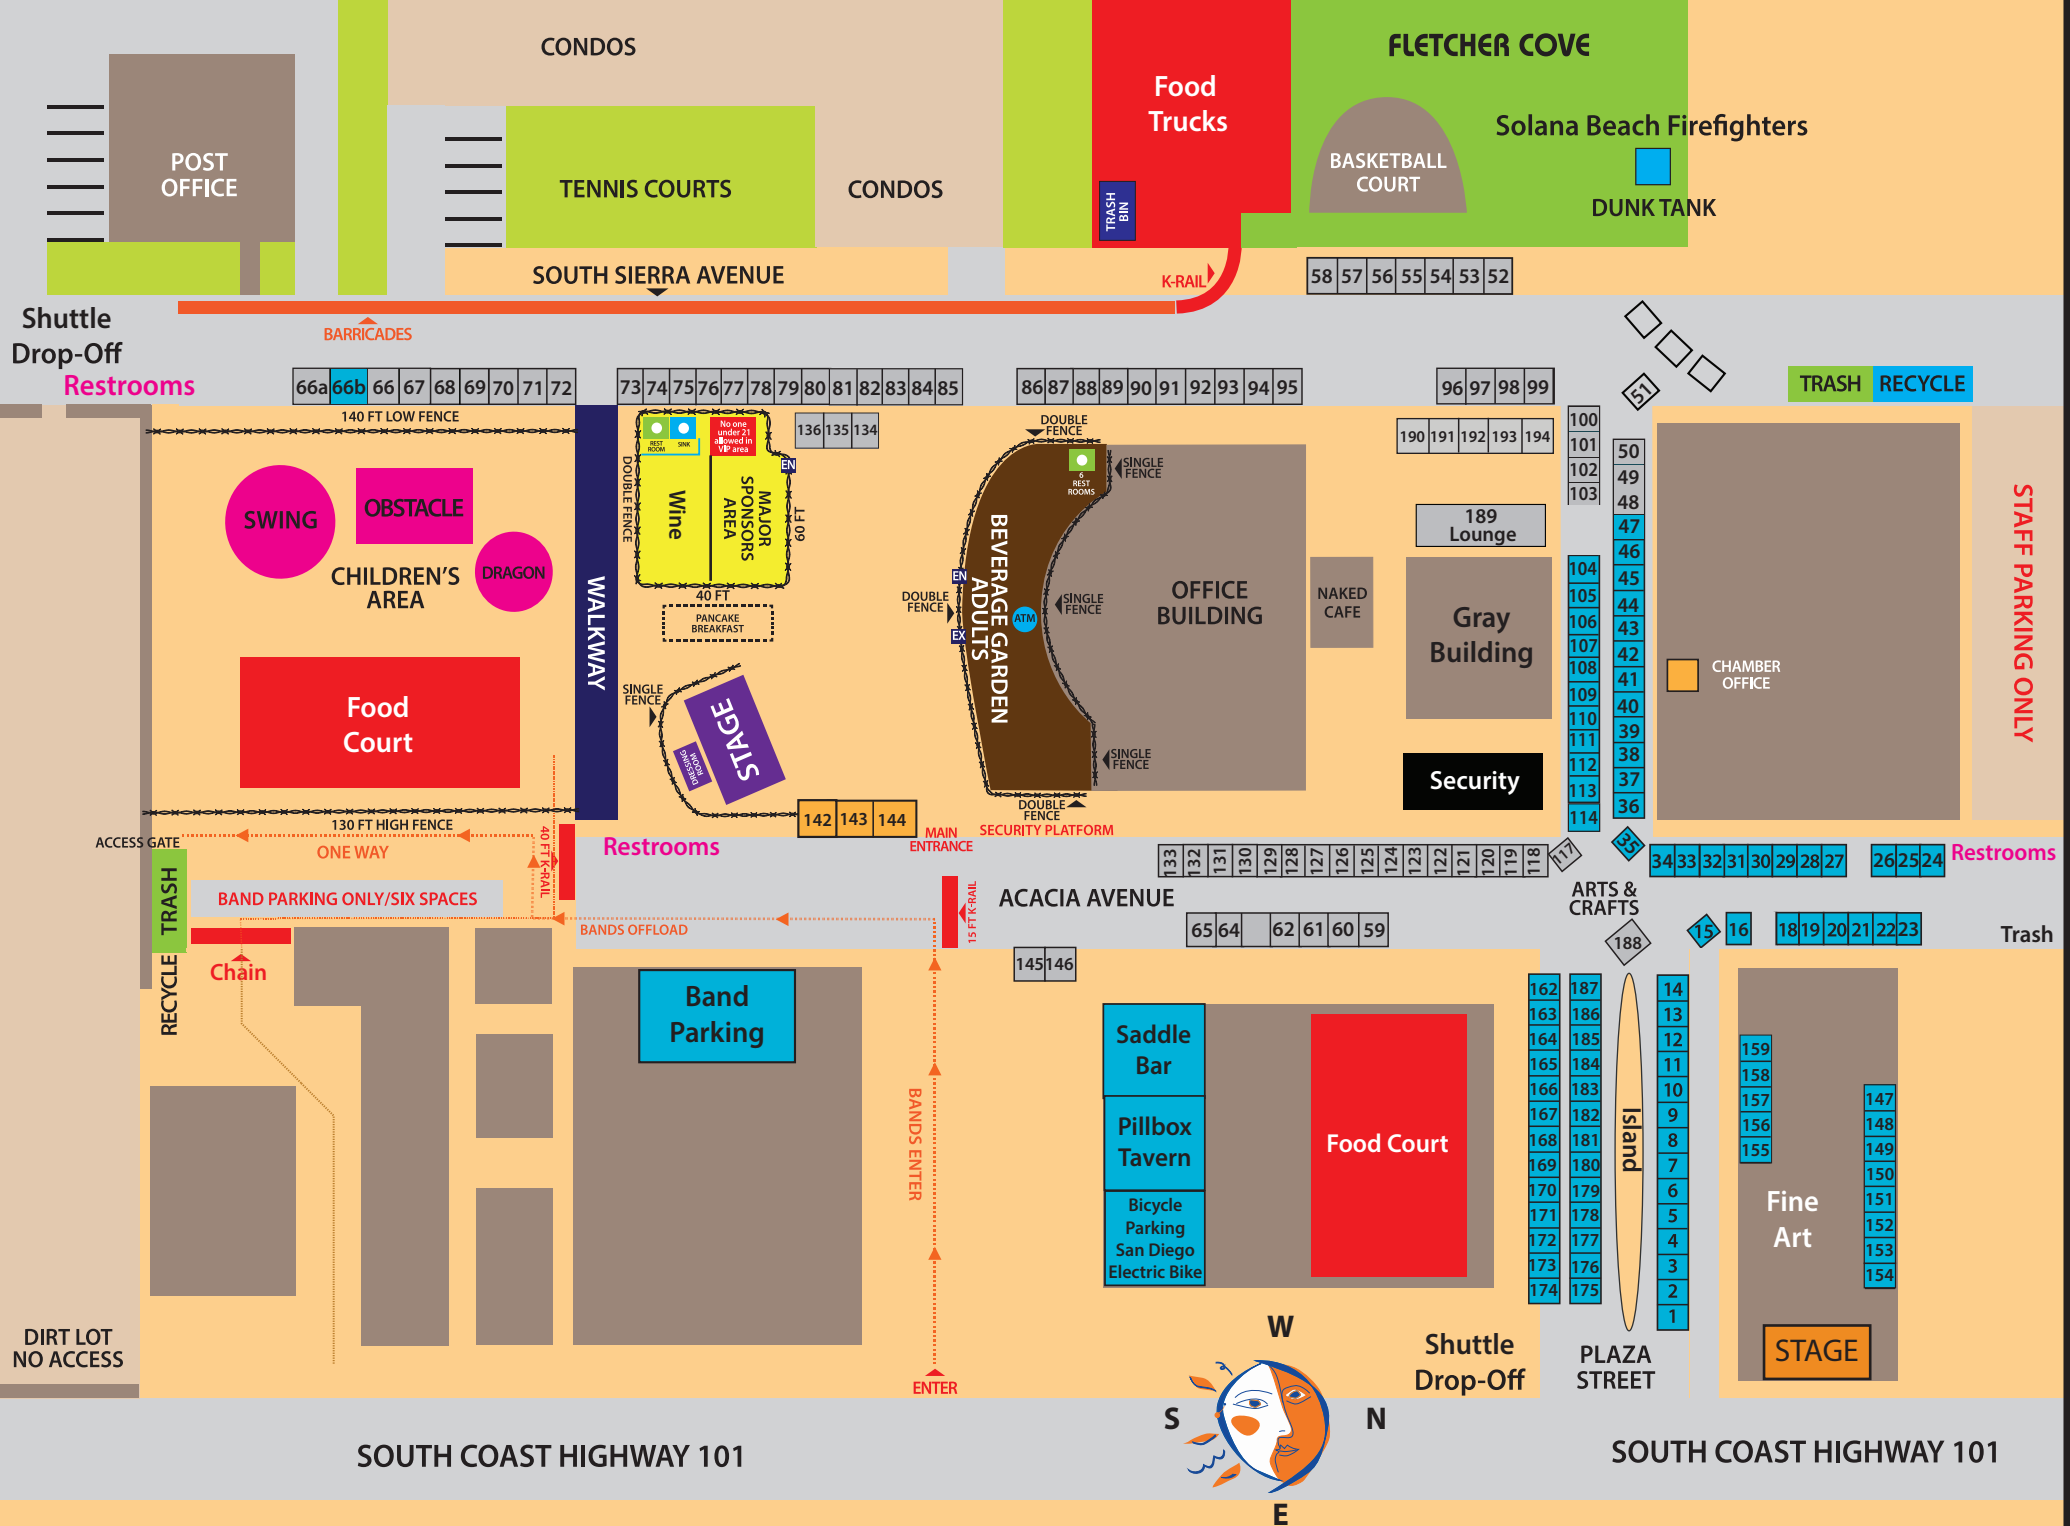 CONDOS
FLETCHER COVE
Food
Trucks
Solana Beach Firefighters
DUNK TANK
BASKETBALL
COURT
POST
OFFICE
TENNIS COURTS
CONDOS
TRASH
BIN
SOUTH SIERRA AVENUE
K-RAIL
58 57 56 55 54 53 52
Shuttle
Drop-Off
BARRICADES
Restrooms
66a 66b 66 67 68 69 70 71 72
73 74 75 76 77 78 79 80 81 82 83 84 85
86 87 88 89 90 91 92 93 94 95
96 97 98 99
51
TRASH RECYCLE
140 FT LOW FENCE
REST
ROOM
SINK
No one
under 21
allowed in
VIP area
EN
136 135 134
DOUBLE
FENCE
SINGLE
FENCE
6
REST
ROOMS
190 191 192 193 194
100
101
102
103
50
49
48
47
46
45
44
43
42
41
40
39
38
37
36
SWING
OBSTACLE
DRAGON
CHILDREN'S
AREA
WALKWAY
DOUBLE FENCE
Wine
MAJOR
SPONSORS
AREA
60 FT
40 FT
PANCAKE
BREAKFAST
EN
DOUBLE
FENCE
EX
BEVERAGE GARDEN
ADULTS
ATM
SINGLE
FENCE
OFFICE
BUILDING
NAKED
CAFE
189
Lounge
Gray
Building
104
105
106
107
108
109
110
111
112
113
114
CHAMBER
OFFICE
STAFF PARKING ONLY
Food
Court
SINGLE
FENCE
STAGE
DRESSING
ROOM
SINGLE
FENCE
Security
DOUBLE
FENCE
SECURITY PLATFORM
142 143 144
MAIN
ENTRANCE
130 FT HIGH FENCE
ACCESS GATE
ONE WAY
40 FT K-RAIL
Restrooms
133 132 131 130 129 128 127 126 125 124 123 122 121 120 119 118
117
35
34 33 32 31 30 29 28 27
26 25 24
Restrooms
TRASH
RECYCLE
BAND PARKING ONLY/SIX SPACES
BANDS OFFLOAD
15 FT K-RAIL
ACACIA AVENUE
ARTS &
CRAFTS
65 64 62 61 60 59
188
15
16
18 19 20 21 22 23
Trash
Chain
145 146
Band
Parking
BANDS ENTER
ENTER
Saddle
Bar
Pillbox
Tavern
Bicycle
Parking
San Diego
Electric Bike
Food Court
162
163
164
165
166
167
168
169
170
171
172
173
174
187
186
185
184
183
182
181
180
179
178
177
176
175
Island
14
13
12
11
10
9
8
7
6
5
4
3
2
1
159
158
157
156
155
147
148
149
150
151
152
153
154
Fine
Art
STAGE
DIRT LOT
NO ACCESS
Shuttle
Drop-Off
PLAZA
STREET
W
S
N
E
SOUTH COAST HIGHWAY 101
SOUTH COAST HIGHWAY 101